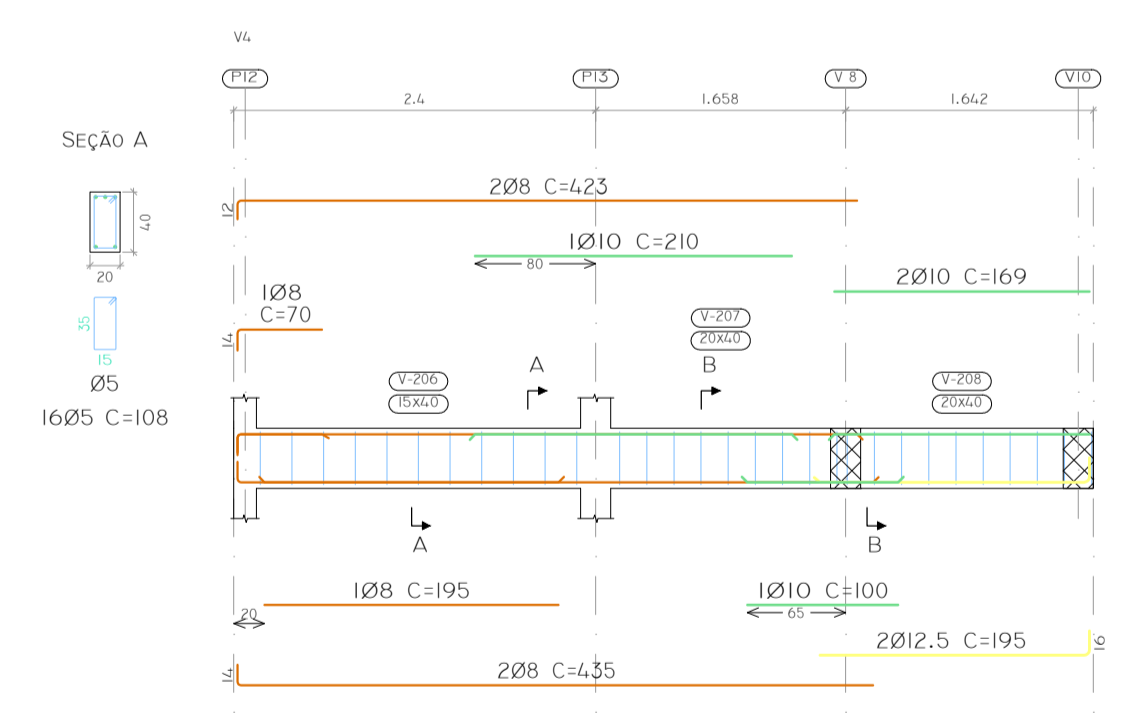 V4
P12
P13
V 8
V10
2.4
1.658
1.642
SEÇÃO A
40
20
35
15
Ø5
16Ø5 C=108
2Ø8 C=423
12
1Ø10 C=210
80
2Ø10 C=169
1Ø8
C=70
14
V-207
20x40
A
B
V-206
15x40
V-208
20x40
A
B
1Ø8 C=195
20
1Ø10 C=100
65
2Ø12.5 C=195
16
2Ø8 C=435
14